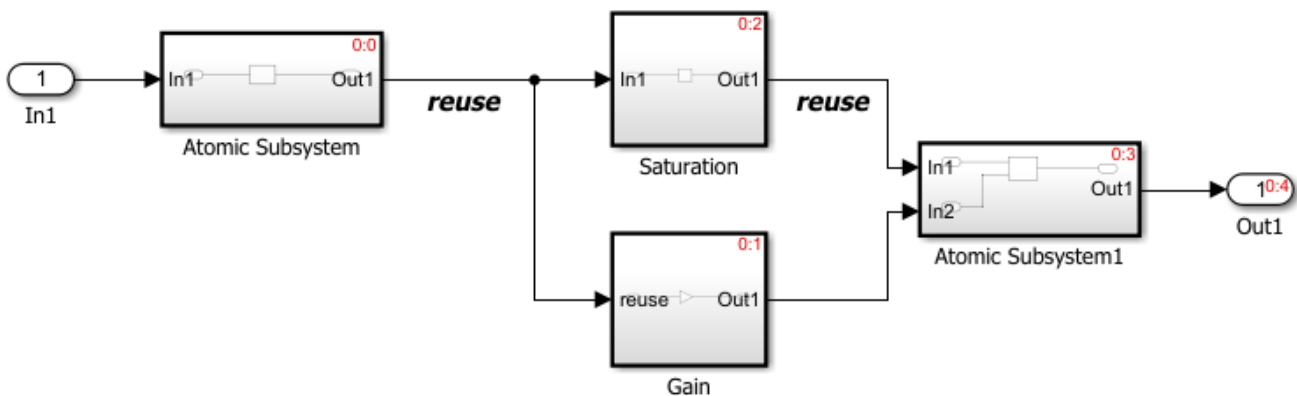 0:0
In1 Out1
Atomic Subsystem
1
In1
reuse
0:2
In1 Out1
Saturation
reuse
0:1
reuse Out1
Gain
0:3
In1
Out1
In2
Atomic Subsystem1
1 0:4
Out1